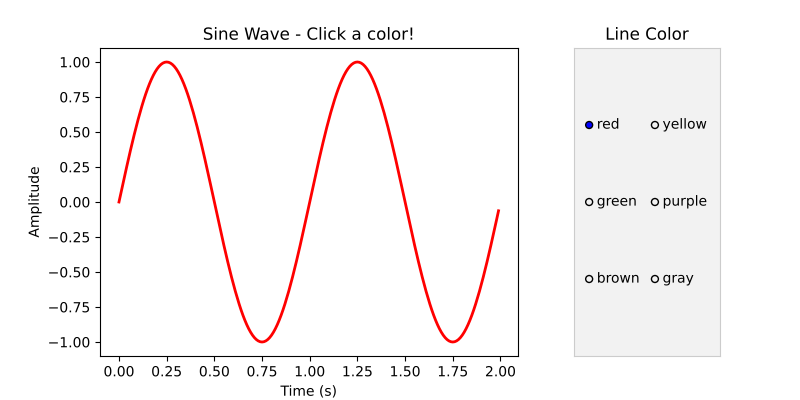 Sine Wave - Click a color!
1.00
0.75
0.50
0.25
0.00
−0.25
−0.50
−0.75
−1.00
Amplitude
0.00 0.25 0.50 0.75 1.00 1.25 1.50 1.75 2.00
Time (s)
Line Color
red yellow
green purple
brown gray